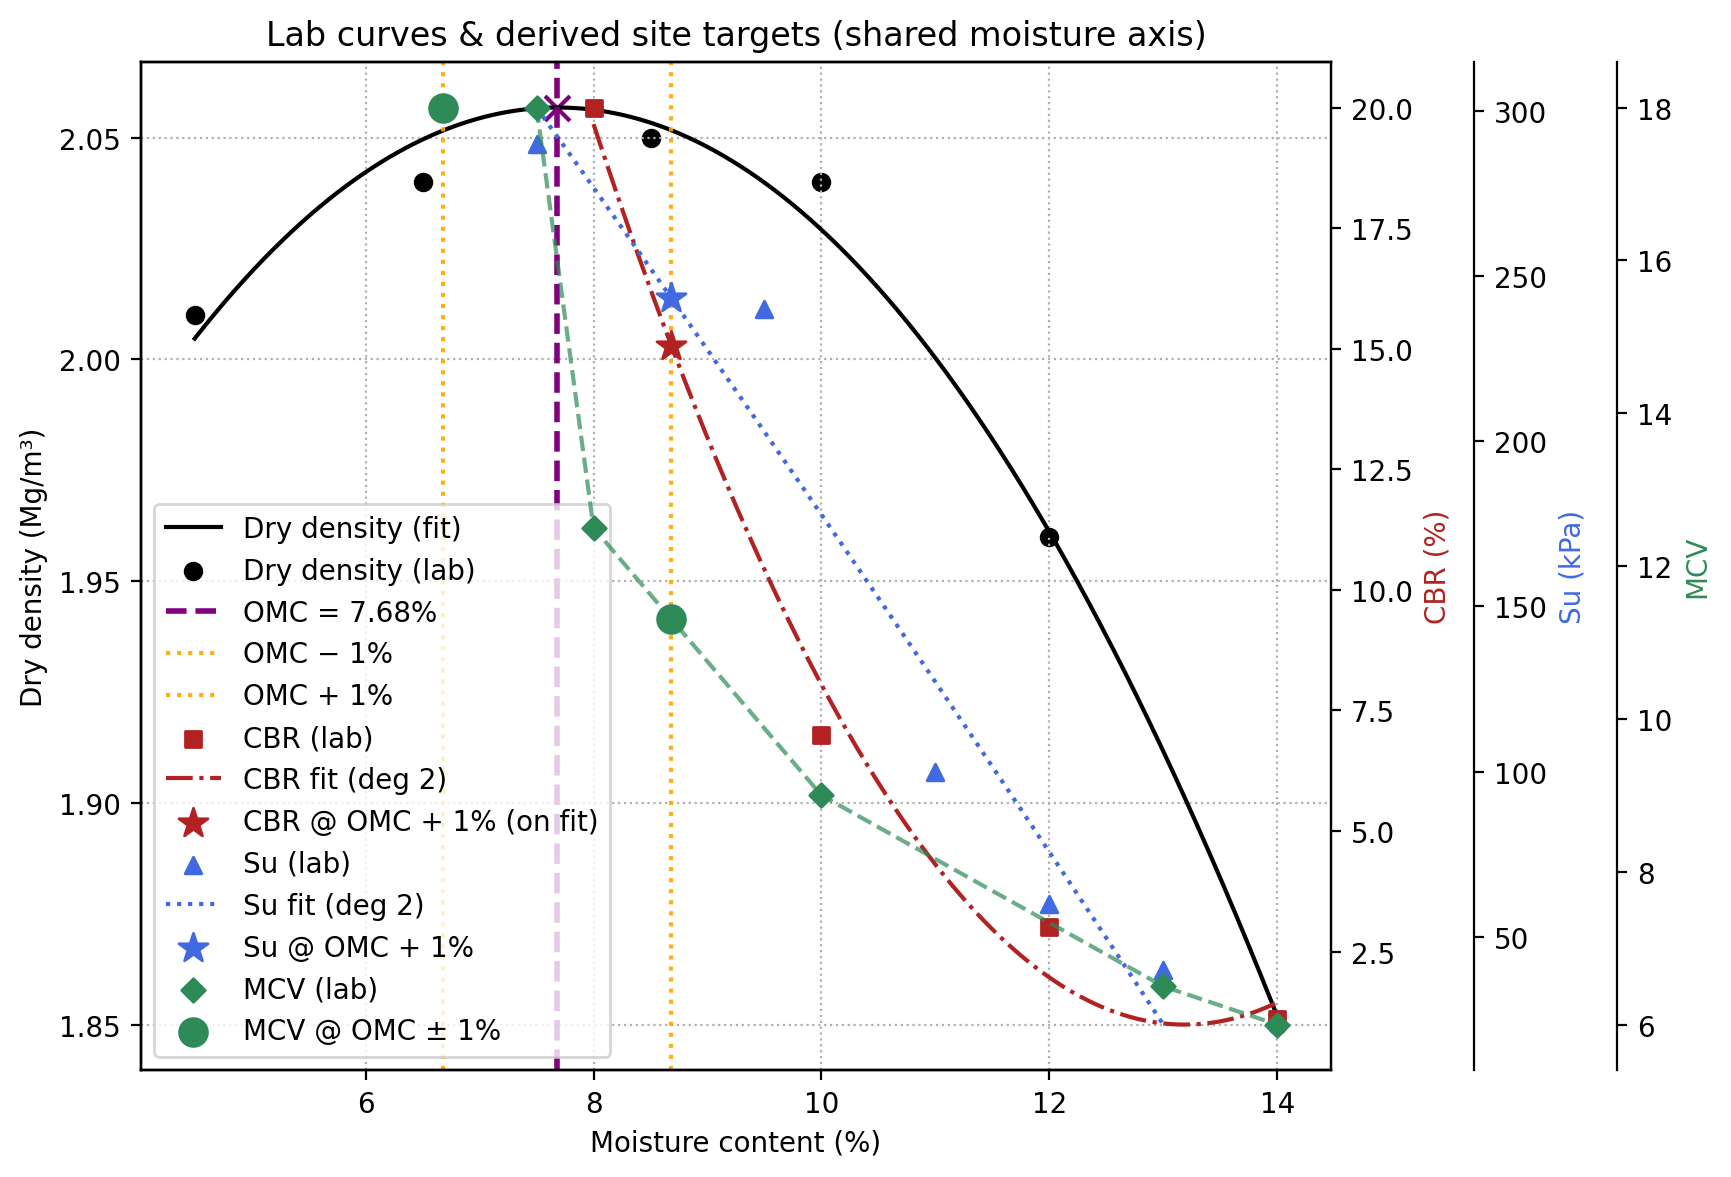 Lab curves & derived site targets (shared moisture axis)
Dry density (Mg/m³)
2.05
2.00
1.95
1.90
1.85
Dry density (fit)
Dry density (lab)
OMC = 7.68%
OMC − 1%
OMC + 1%
CBR (lab)
CBR fit (deg 2)
CBR @ OMC + 1% (on fit)
Su (lab)
Su fit (deg 2)
Su @ OMC + 1%
MCV (lab)
MCV @ OMC ± 1%
6
8
10
12
14
Moisture content (%)
20.0
17.5
15.0
12.5
10.0
7.5
5.0
2.5
CBR (%)
300
250
200
150
100
50
Su (kPa)
18
16
14
12
10
8
6
MCV